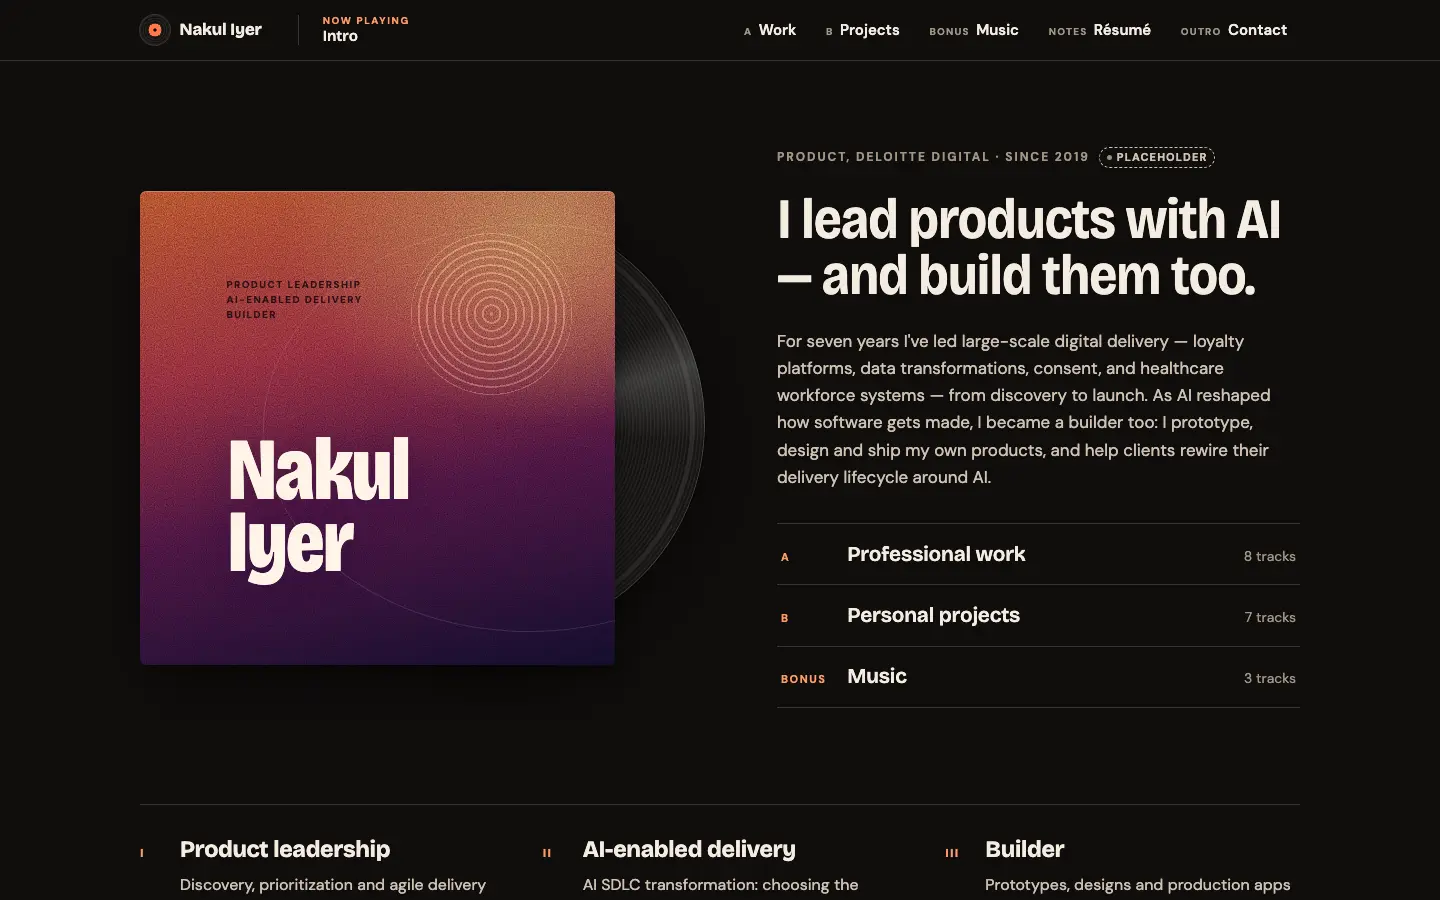 Nakul Iyer
NOW PLAYING
Intro
A Work
B Projects
BONUS Music
NOTES Résumé
OUTRO Contact
PRODUCT LEADERSHIP
AI-ENABLED DELIVERY
BUILDER
Nakul
Iyer
PRODUCT, DELOITTE DIGITAL · SINCE 2019 PLACEHOLDER
I lead products with AI
— and build them too.
For seven years I've led large-scale digital delivery — loyalty
platforms, data transformations, consent, and healthcare
workforce systems — from discovery to launch. As AI reshaped
how software gets made, I became a builder too: I prototype,
design and ship my own products, and help clients rewire their
delivery lifecycle around AI.
A Professional work 8 tracks
B Personal projects 7 tracks
BONUS Music 3 tracks
I Product leadership
Discovery, prioritization and agile delivery
II AI-enabled delivery
AI SDLC transformation: choosing the
III Builder
Prototypes, designs and production apps